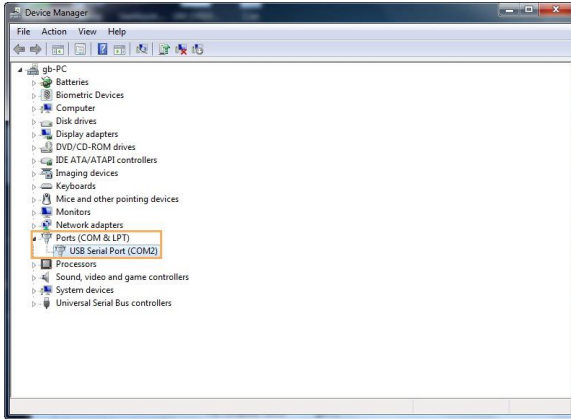 Device Manager
File Action View Help
gb-PC
Batteries
Biometric Devices
Computer
Disk drives
Display adapters
DVD/CD-ROM drives
IDE ATA/ATAPI controllers
Imaging devices
Keyboards
Mice and other pointing devices
Monitors
Network adapters
Ports (COM & LPT)
USB Serial Port (COM2)
Processors
Sound, video and game controllers
System devices
Universal Serial Bus controllers